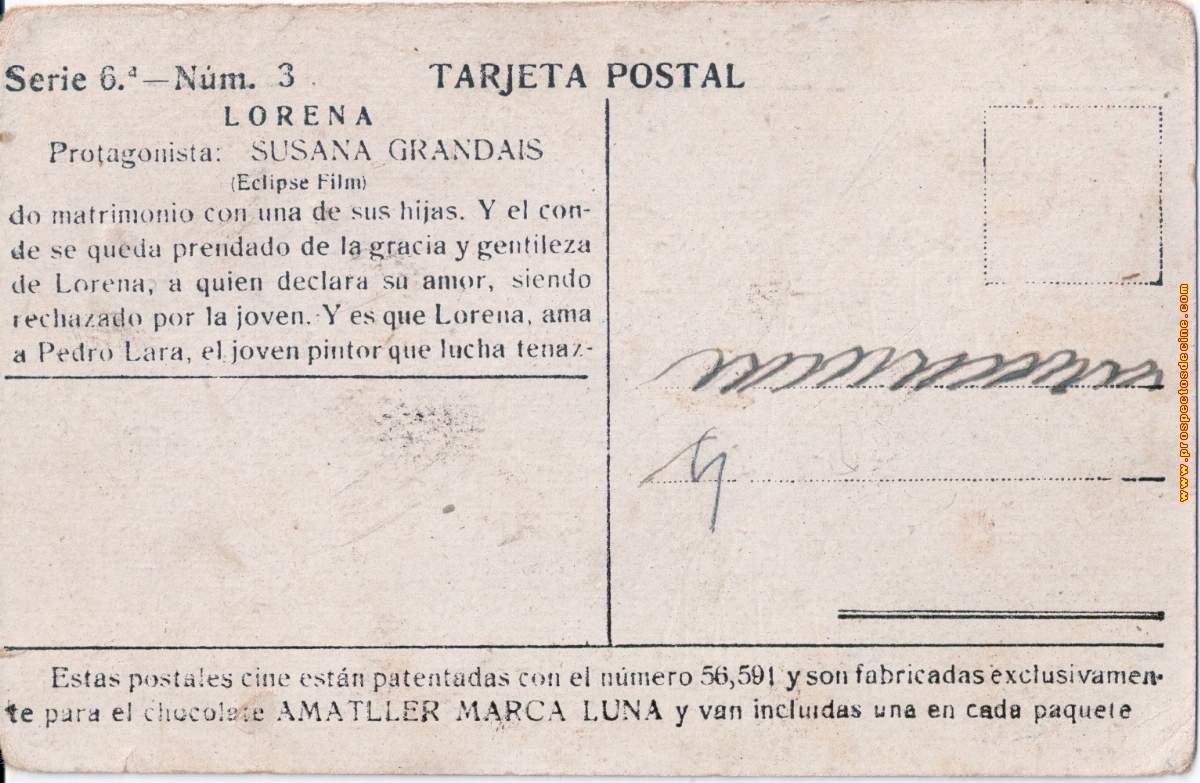 Serie 6.ª—Núm. 3
TARJETA POSTAL
LORENA
Protagonista: SUSANA GRANDAIS
(Eclipse Film)
do matrimonio con una de sus hijas. Y el con-
de se queda prendado de la gracia y gentileza
de Lorena, a quien declara su amor, siendo
rechazado por la joven. Y es que Lorena, ama
a Pedro Lara, el joven pintor que lucha tenaz-
Estas postales cine están patentadas con el número 56,591 y son fabricadas exclusivamen-
te para el chocolate AMATLLER MARCA LUNA y van incluidas una en cada paquete
www.prospectosdecine.com